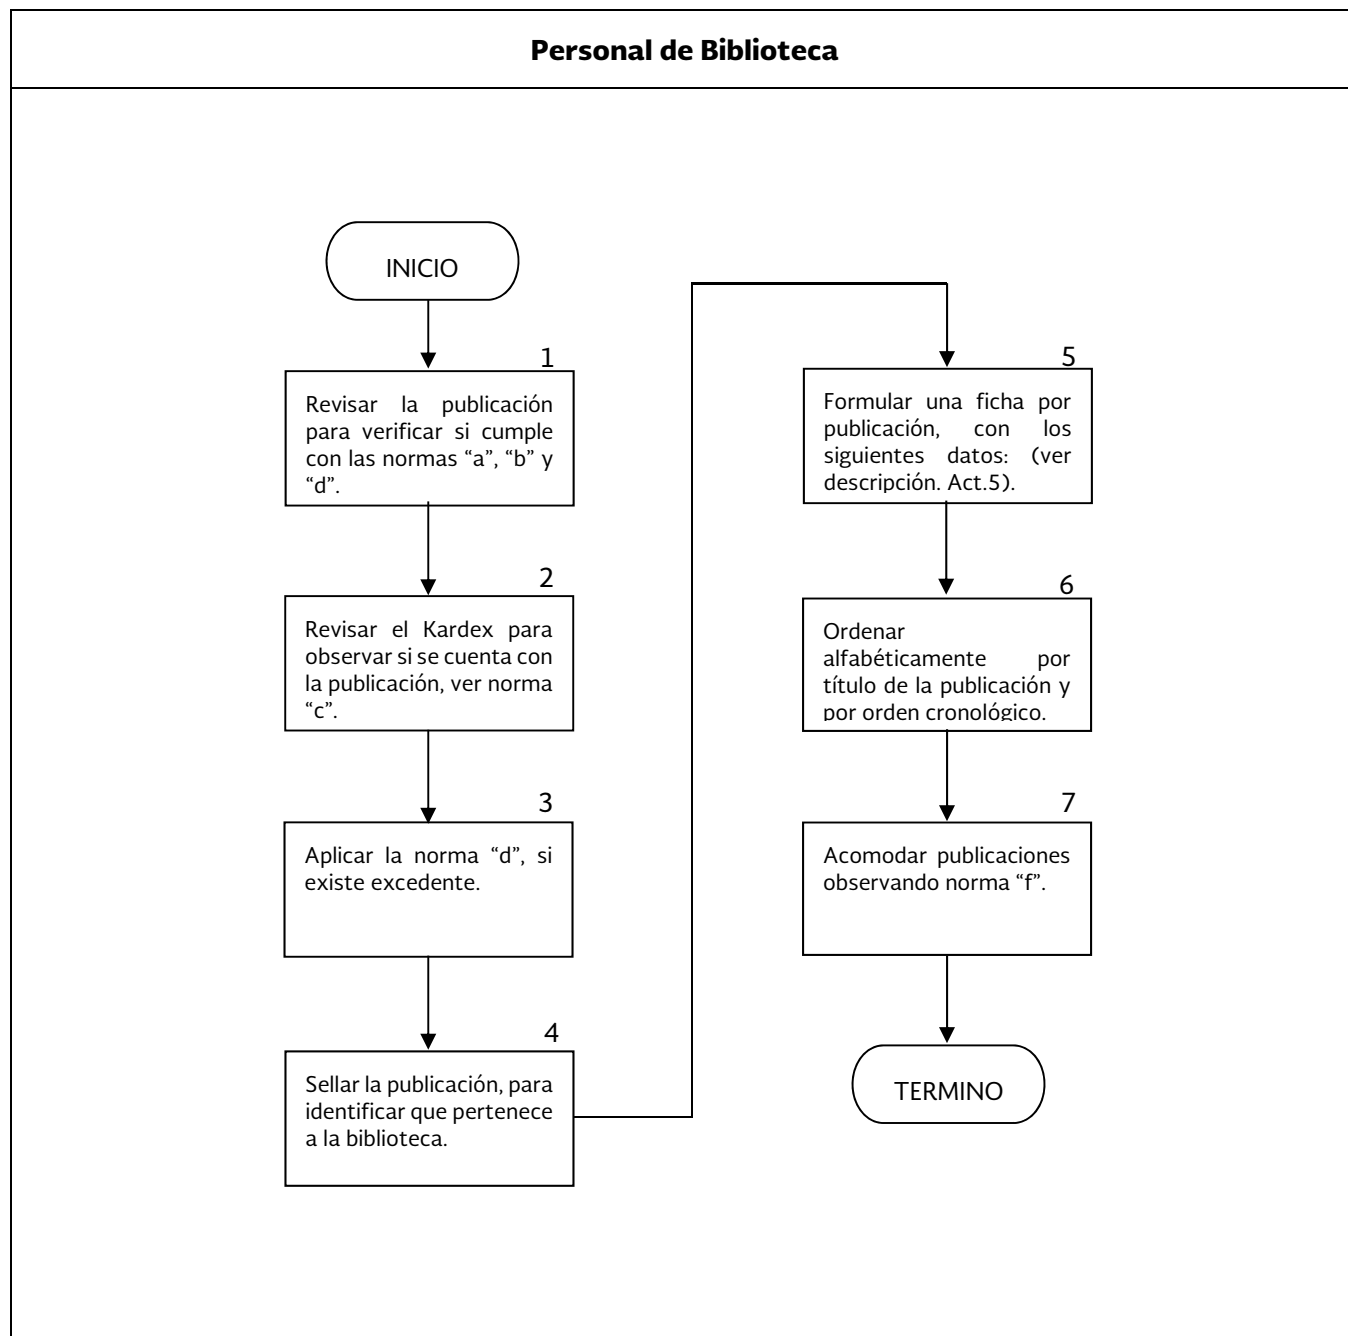 Personal de Biblioteca
INICIO
1
Revisar la publicación
para verificar si cumple
con las normas “a”, “b” y
“d”.
2
Revisar el Kardex para
observar si se cuenta con
la publicación, ver norma
“c”.
3
Aplicar la norma “d”, si
existe excedente.
4
Sellar la publicación, para
identificar que pertenece
a la biblioteca.
5
Formular una ficha por
publicación, con los
siguientes datos: (ver
descripción. Act.5).
6
Ordenar
alfabéticamente por
título de la publicación y
por orden cronológico.
7
Acomodar publicaciones
observando norma “f”.
TERMINO